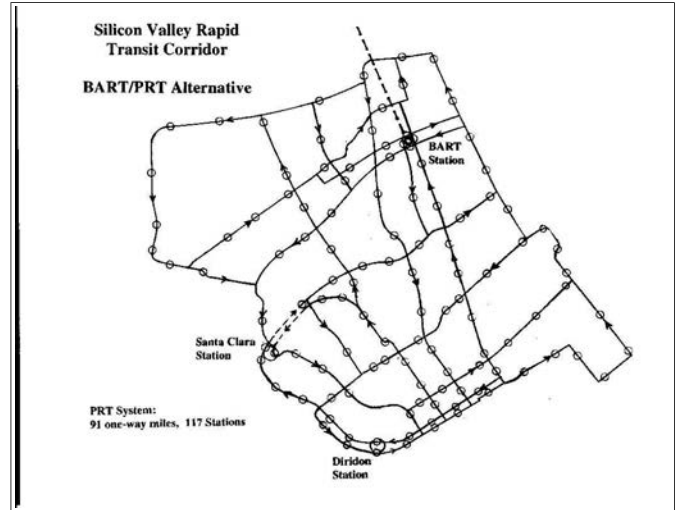 Silicon Valley Rapid
Transit Corridor
BART/PRT Alternative
BART
Station
Santa Clara
Station
PRT System:
91 one-way miles, 117 Stations
Diridon
Station